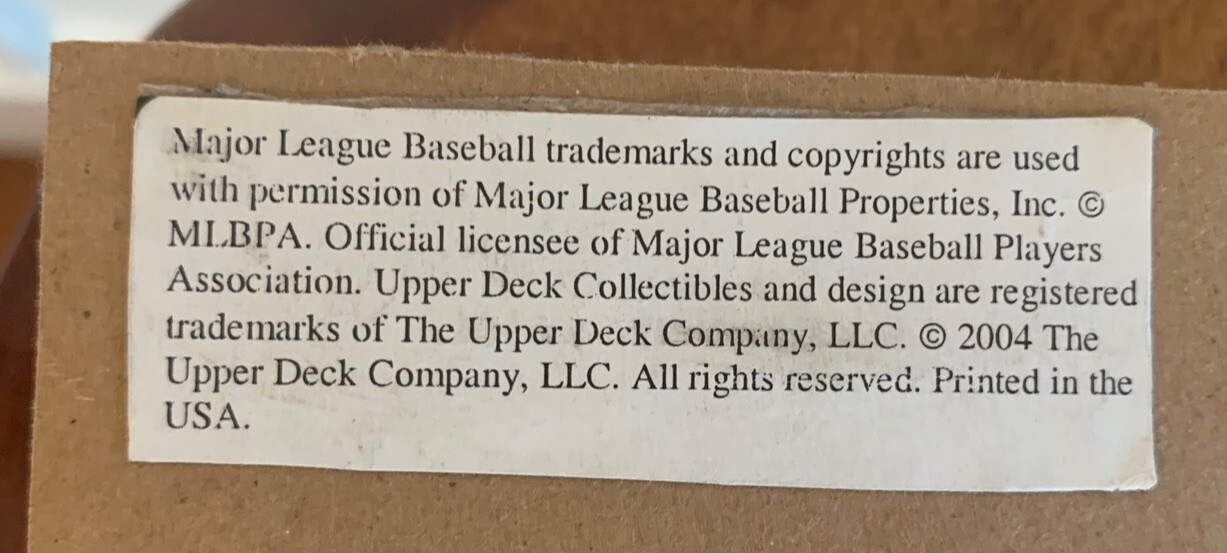 Major League Baseball trademarks and copyrights are used
with permission of Major League Baseball Properties, Inc. ©
MLBPA. Official licensee of Major League Baseball Players
Association. Upper Deck Collectibles and design are registered
trademarks of The Upper Deck Company, LLC. © 2004 The
Upper Deck Company, LLC. All rights reserved. Printed in the
USA.